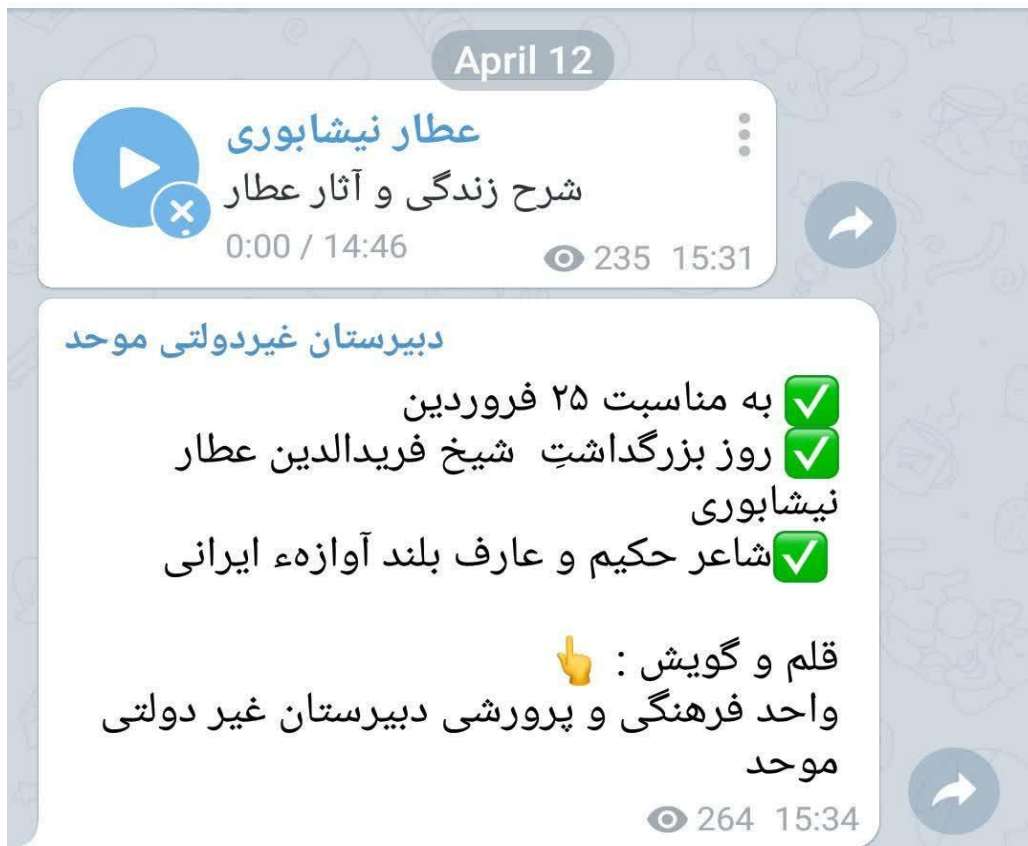 April 12
عطار نیشابوری
شرح زندگی و آثار عطار
0:00 / 14:46
235 15:31
دبیرستان غیردولتی موحد
✅ به مناسبت ۲۵ فروردین
✅ روز بزرگداشتِ شیخ فریدالدین عطار
نیشابوری
✅شاعر حکیم و عارف بلند آوازهء ایرانی
قلم و گویش : 👆
واحد فرهنگی و پرورشی دبیرستان غیر دولتی
موحد
264 15:34